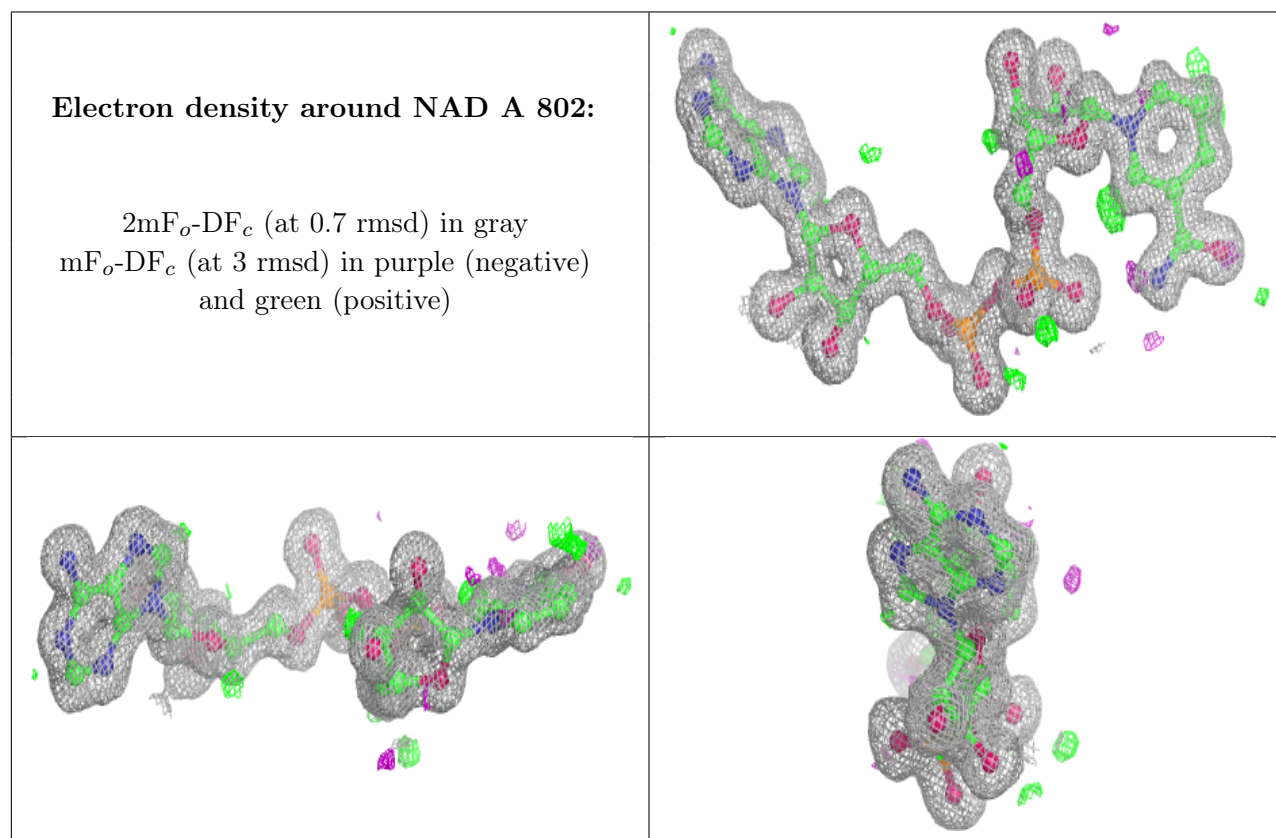 Electron density around NAD A 802:
2mFo-DFc (at 0.7 rmsd) in gray
mFo-DFc (at 3 rmsd) in purple (negative)
and green (positive)